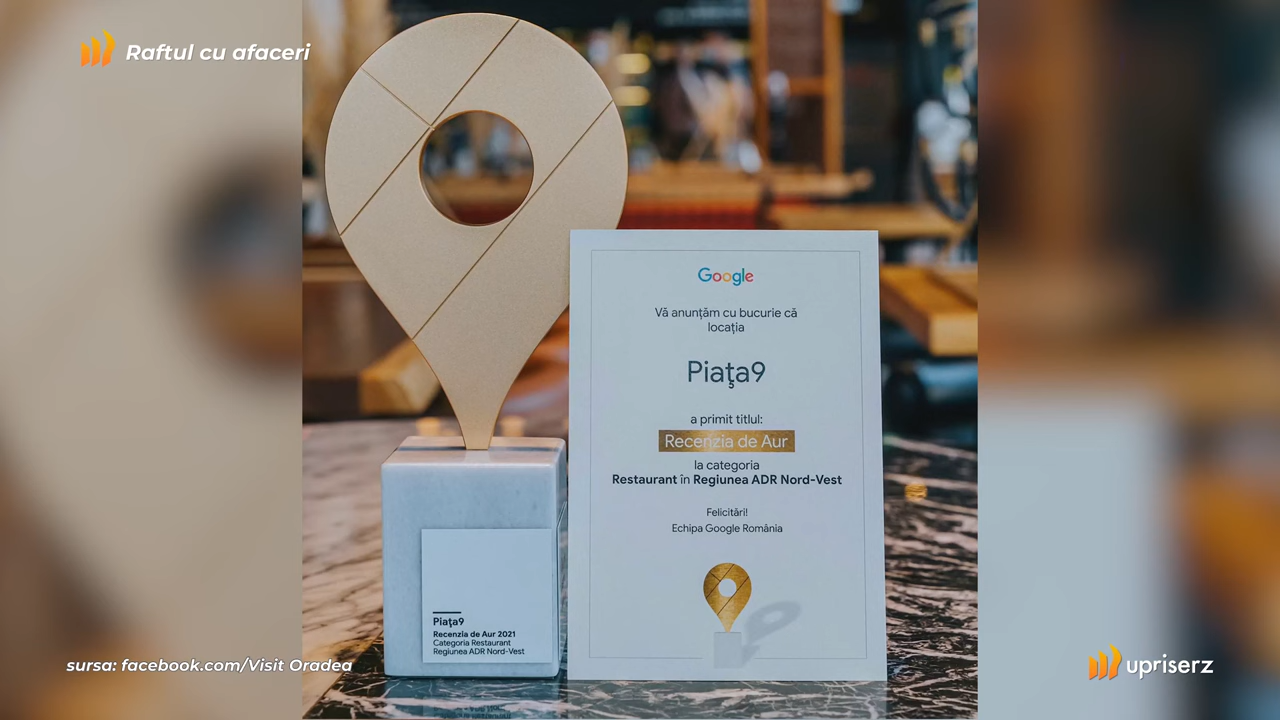 Raftul cu afaceri
Google
Vă anunțăm cu bucurie că
locația
Piaţa9
a primit titlul:
Recenzia de Aur
la categoria
Restaurant în Regiunea ADR Nord-Vest
Felicitări!
Echipa Google România
Piaţa9
Recenzia de Aur 2021
Categoria Restaurant
Regiunea ADR Nord-Vest
sursa: facebook.com/Visit Oradea
upriserz